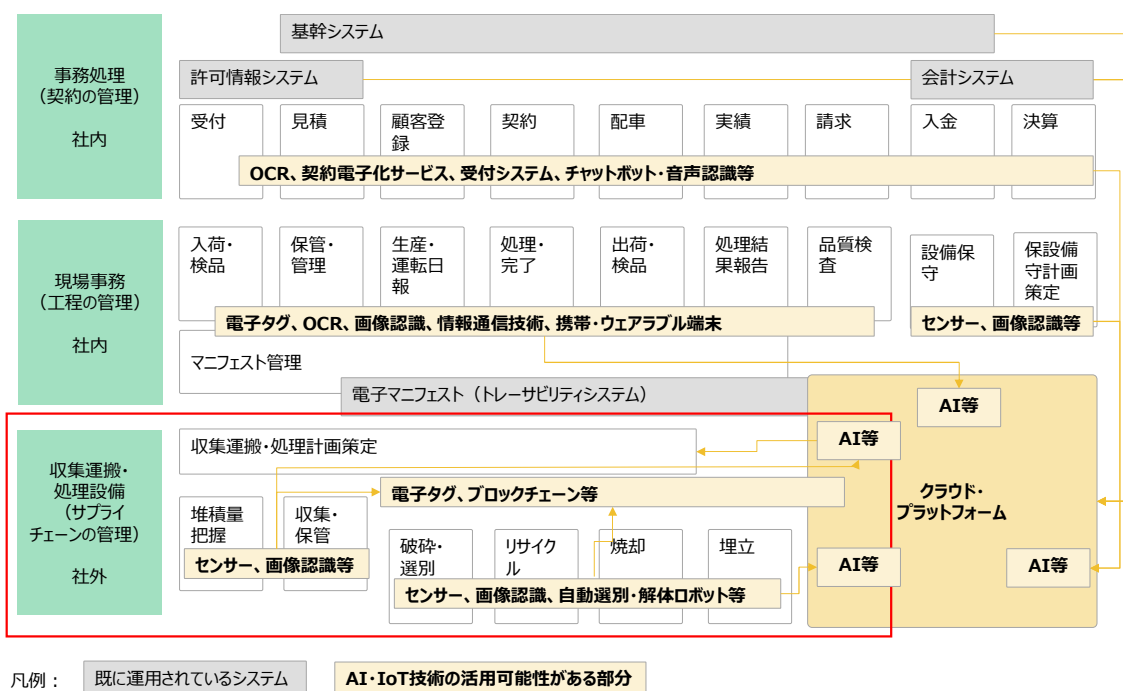 基幹システム
事務処理
（契約の管理）
社内
許可情報システム
会計システム
受付
見積
顧客登
録
契約
配車
実績
請求
入金
決算
OCR、契約電子化サービス、受付システム、チャットボット・音声認識等
現場事務
（工程の管理）
社内
入荷・
検品
保管・
管理
生産・
運転日
報
処理・
完了
出荷・
検品
処理結
果報告
品質検
査
設備保
守
保設備
守計画
策定
電子タグ、OCR、画像認識、情報通信技術、携帯・ウェアラブル端末
センサー、画像認識等
マニフェスト管理
電子マニフェスト（トレーサビリティシステム）
AI等
収集運搬・
処理設備
（サプライ
チェーンの管理）
社外
収集運搬・処理計画策定
AI等
電子タグ、ブロックチェーン等
クラウド・
プラットフォーム
堆積量
把握
収集・
保管
センサー、画像認識等
破砕・
選別
リサイク
ル
焼却
埋立
センサー、画像認識、自動選別・解体ロボット等
AI等
AI等
凡例：
既に運用されているシステム
AI・IoT技術の活用可能性がある部分